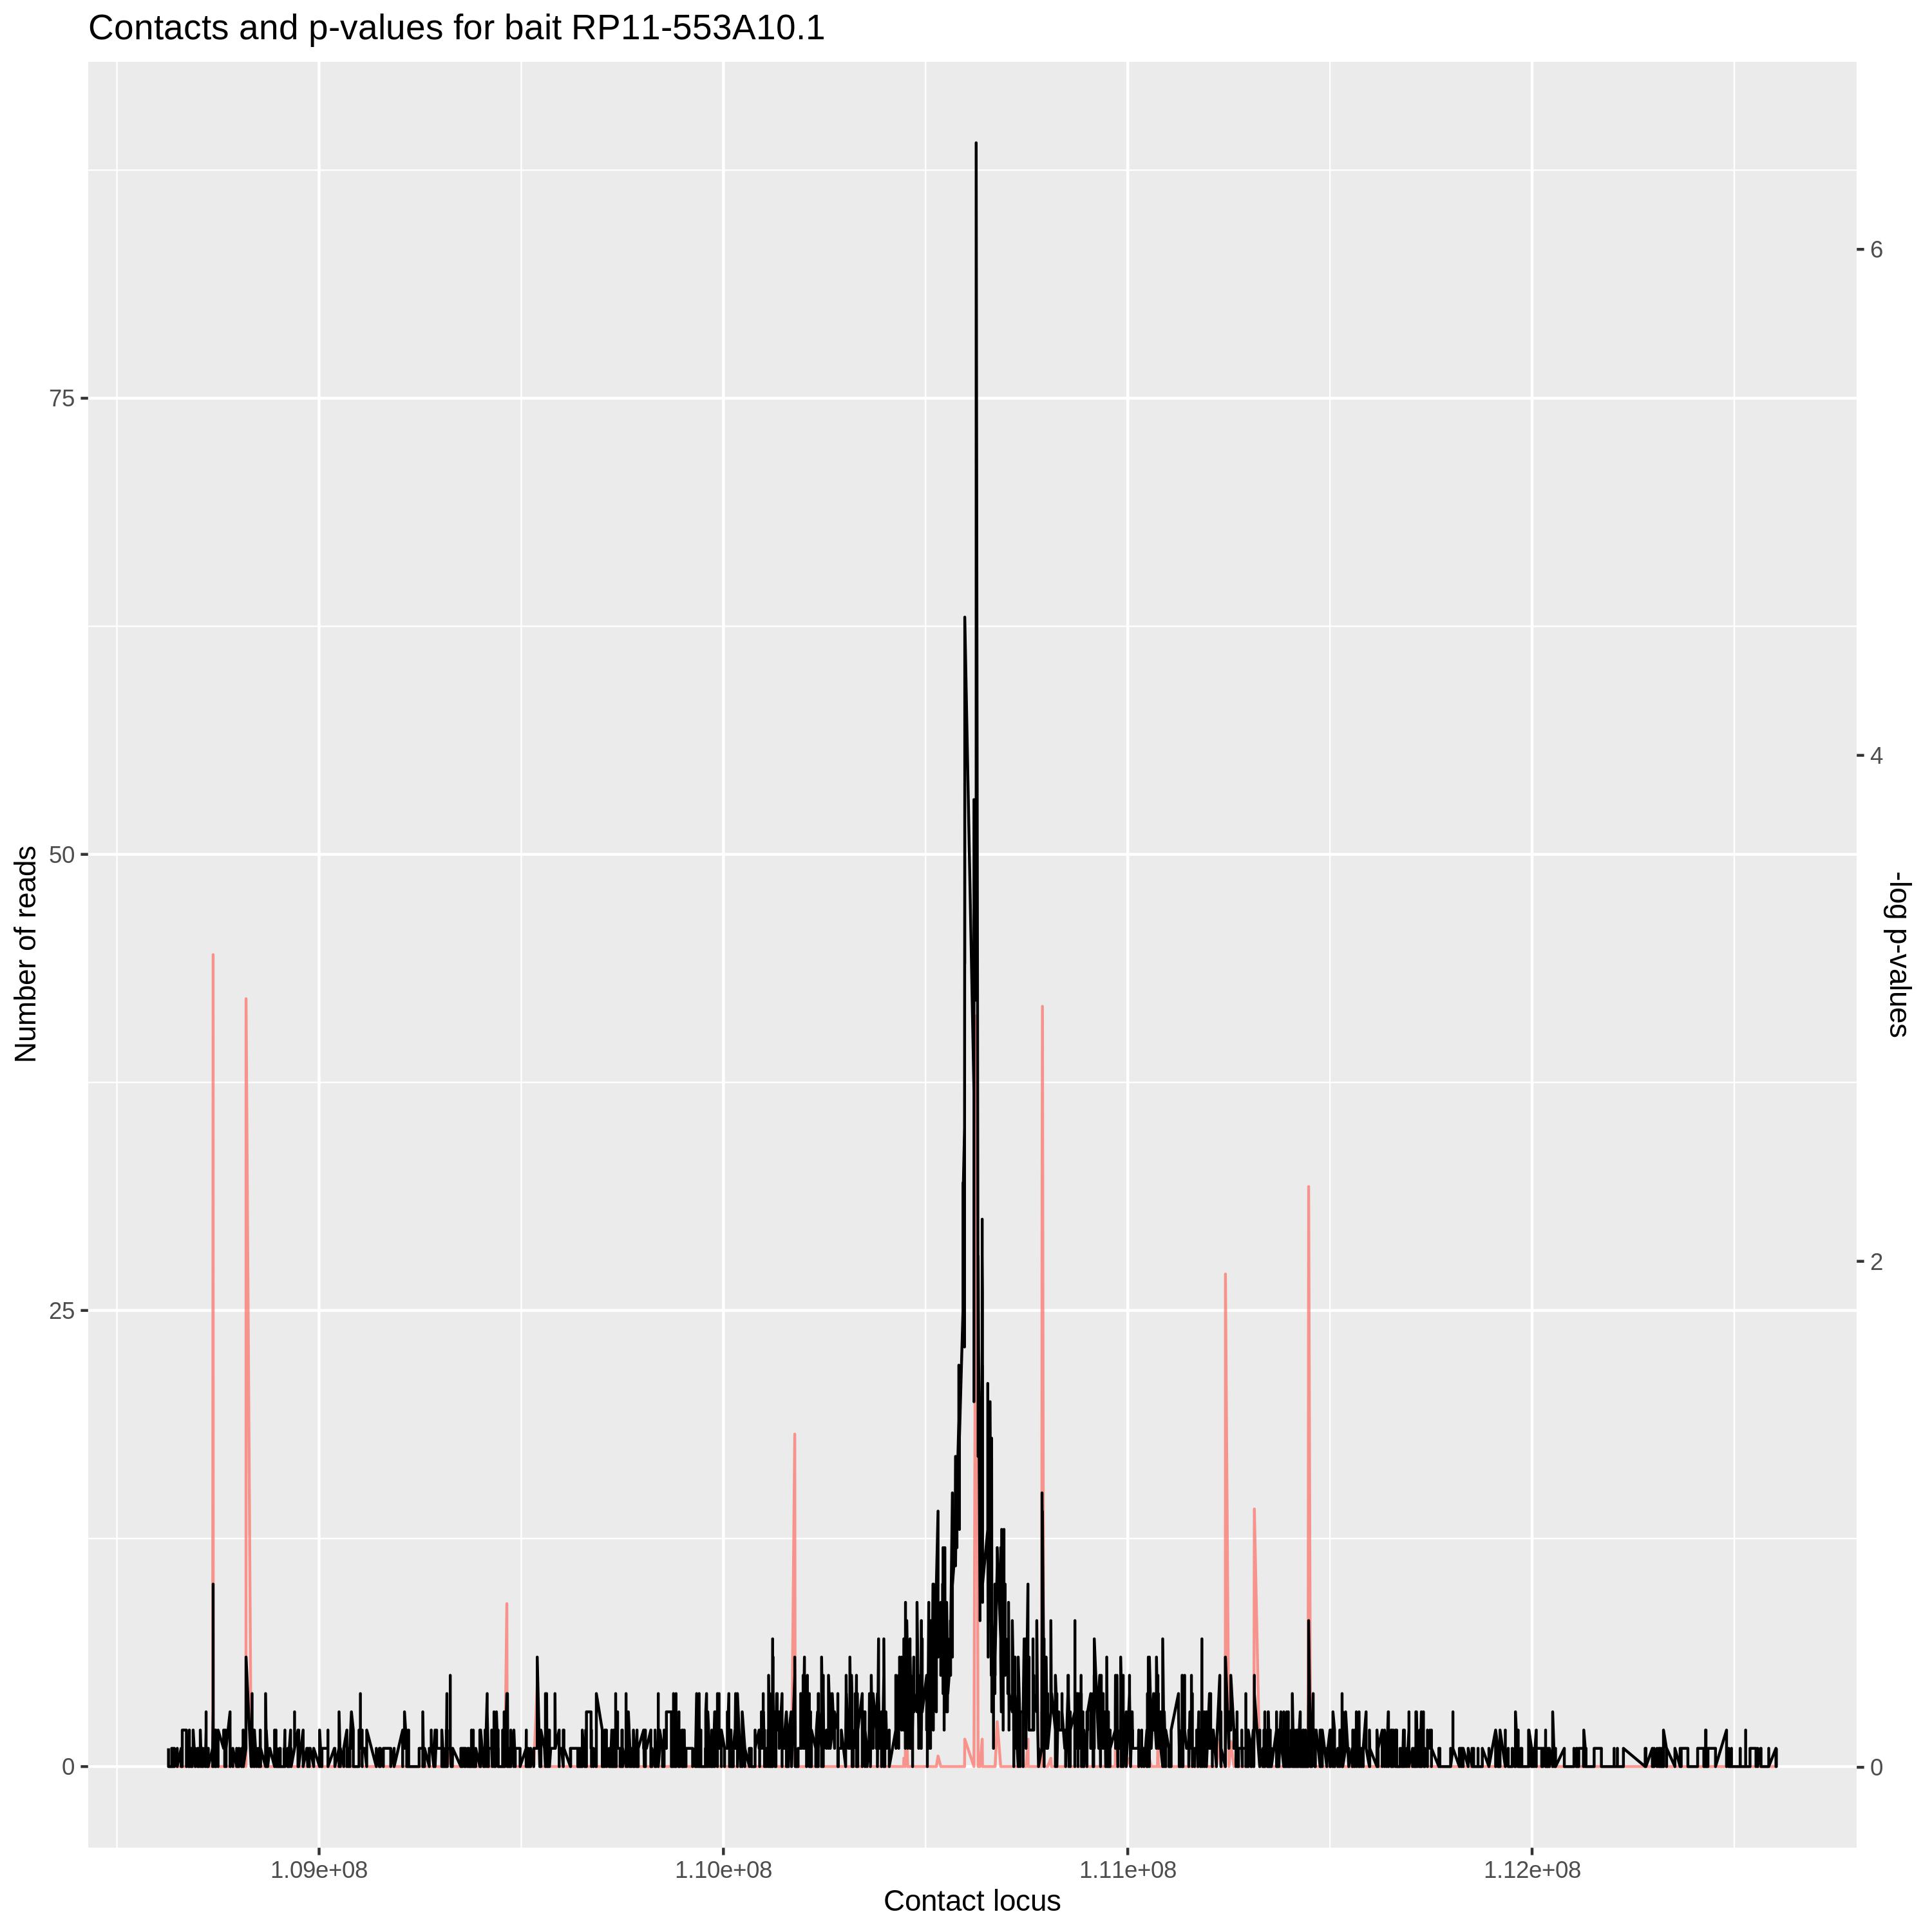 Contacts and p-values for bait RP11-553A10.1
75
50
25
0
6
4
2
0
Number of reads
-log p-values
1.09e+08
1.10e+08
1.11e+08
1.12e+08
Contact locus